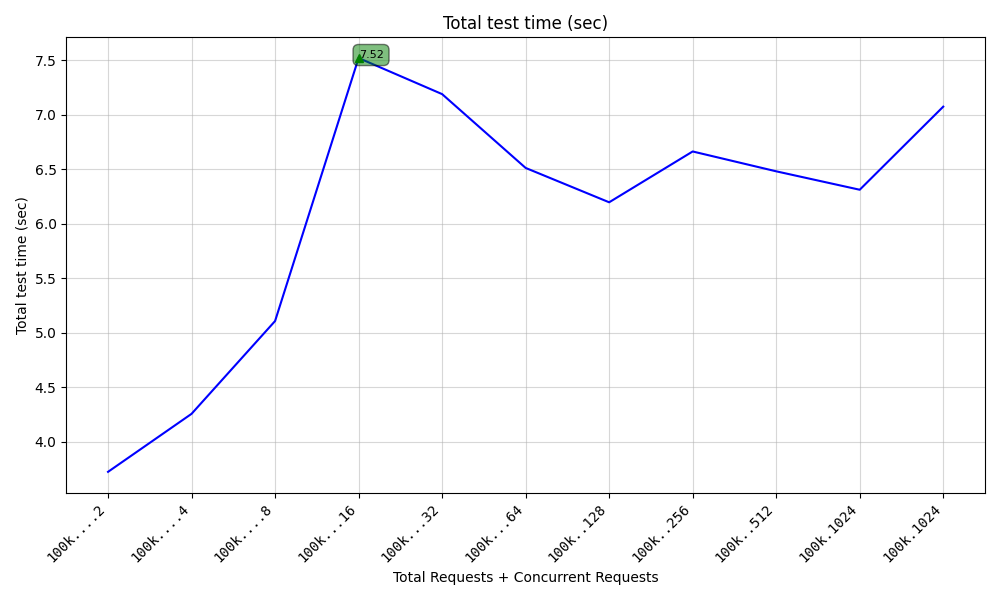 Total test time (sec)
7.52
7.5
7.0
6.5
6.0
5.5
5.0
4.5
4.0
Total test time (sec)
100k....2
100k....4
100k....8
100k...16
100k...32
100k...64
100k..128
100k..256
100k..512
100k.1024
100k.1024
Total Requests + Concurrent Requests